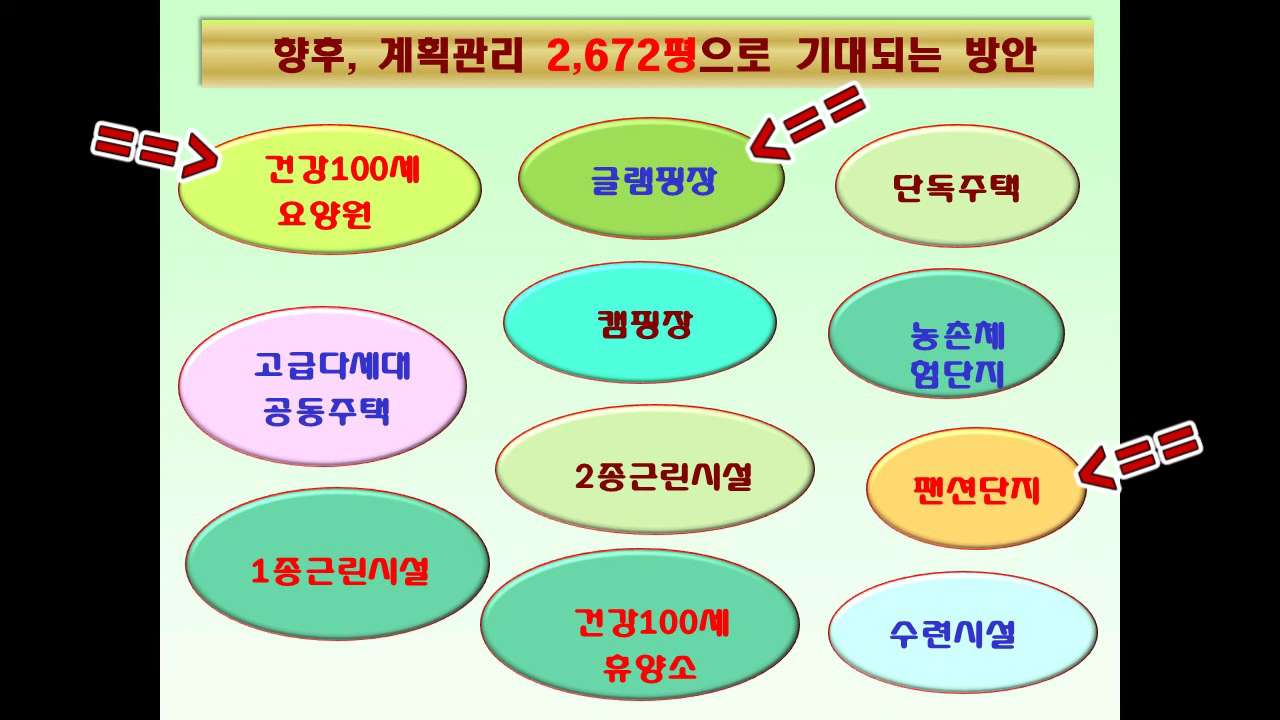 향후, 계획관리 2,672평으로 기대되는 방안
==>
건강100세
요양원
글램핑장
<==
단독주택
캠핑장
농촌체
험단지
고급다세대
공동주택
2종근린시설
팬션단지
<==
1종근린시설
건강100세
휴양소
수련시설